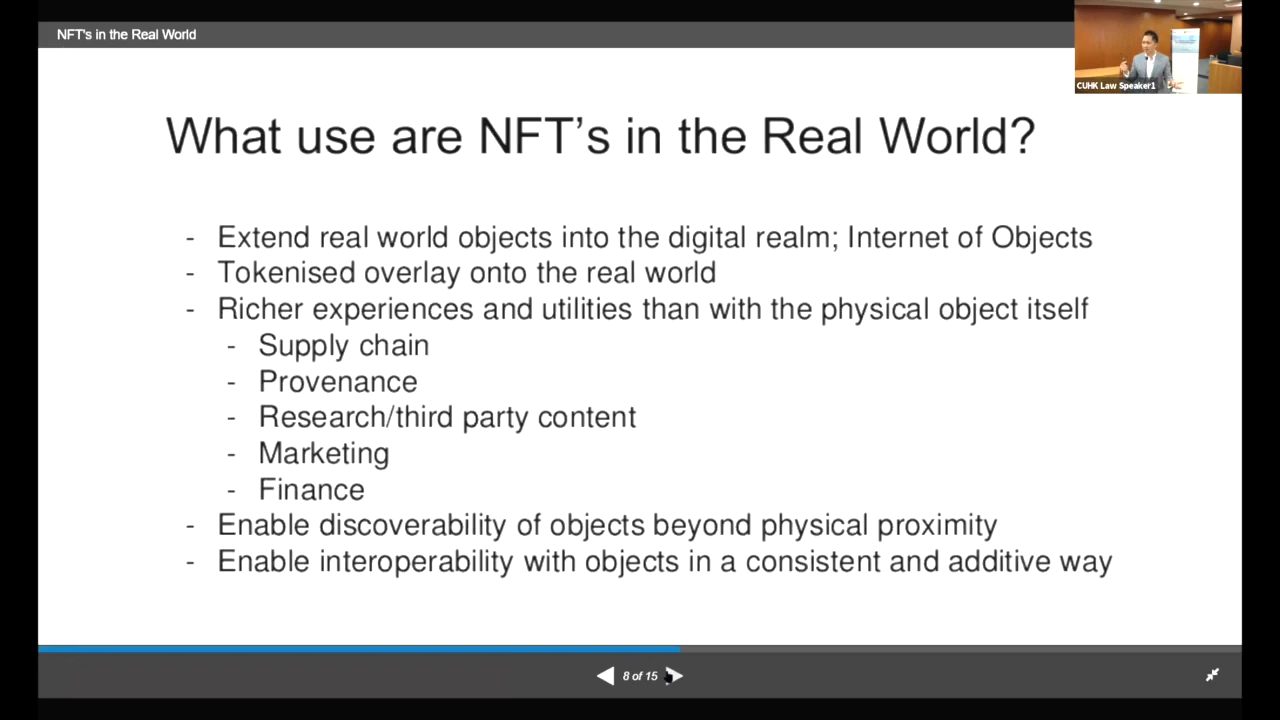 NFT's in the Real World
CUHK Law Speaker1
What use are NFT’s in the Real World?
- Extend real world objects into the digital realm; Internet of Objects
- Tokenised overlay onto the real world
- Richer experiences and utilities than with the physical object itself
- Supply chain
- Provenance
- Research/third party content
- Marketing
- Finance
- Enable discoverability of objects beyond physical proximity
- Enable interoperability with objects in a consistent and additive way
8 of 15